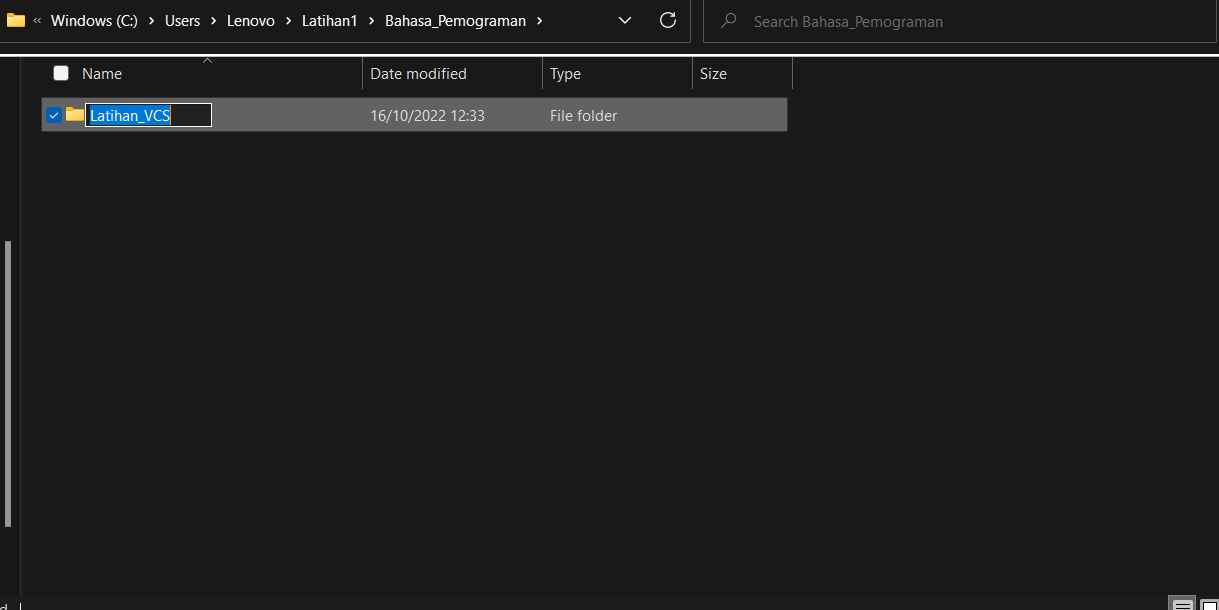 « Windows (C:) > Users > Lenovo > Latihan1 > Bahasa_Pemograman >
Search Bahasa_Pemograman
Name Date modified Type Size
Latihan_VCS 16/10/2022 12:33 File folder